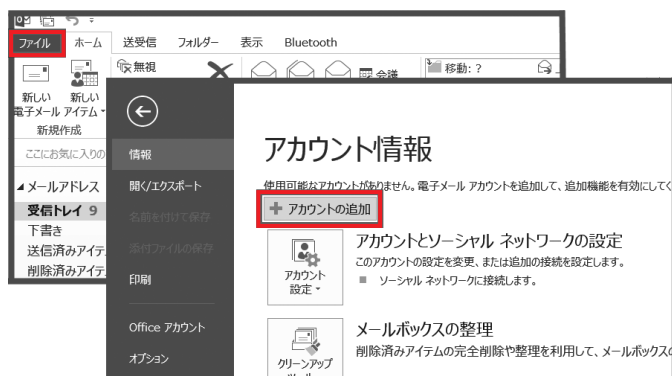 ファイル ホーム 送受信 フォルダー 表示 Bluetooth
無視
会議
移動: ?
新しい 新しい
電子メール アイテム
新規作成
ここにお気に入りの
メールアドレス
受信トレイ 9
下書き
送信済みアイテ
削除済みアイテ
情報
開く/エクスポート
名前を付けて保存
添付ファイルの保存
印刷
Office アカウント
オプション
アカウント情報
使用可能なアカウントがありません。電子メール アカウントを追加して、追加機能を有効にしてく
アカウントの追加
アカウントとソーシャル ネットワークの設定
このアカウントの設定を変更、または追加の接続を設定します。
ソーシャル ネットワークに接続します。
アカウント
設定
メールボックスの整理
削除済みアイテムの完全削除や整理を利用して、メールボックスの
クリーンアップ